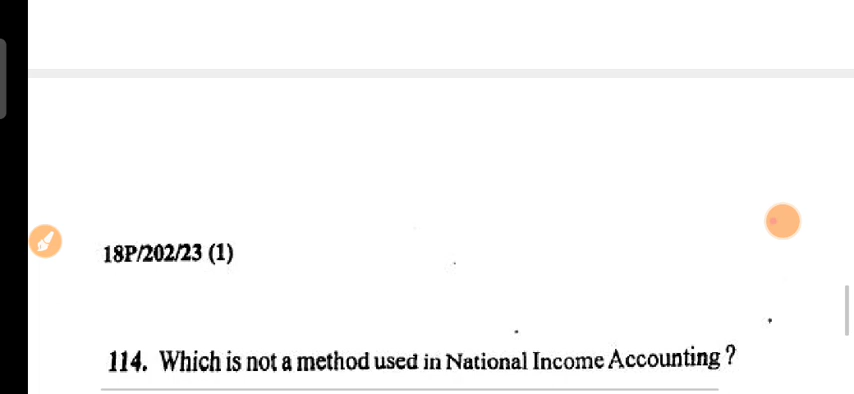 18P/202/23 (1)
114. Which is not a method used in National Income Accounting ?